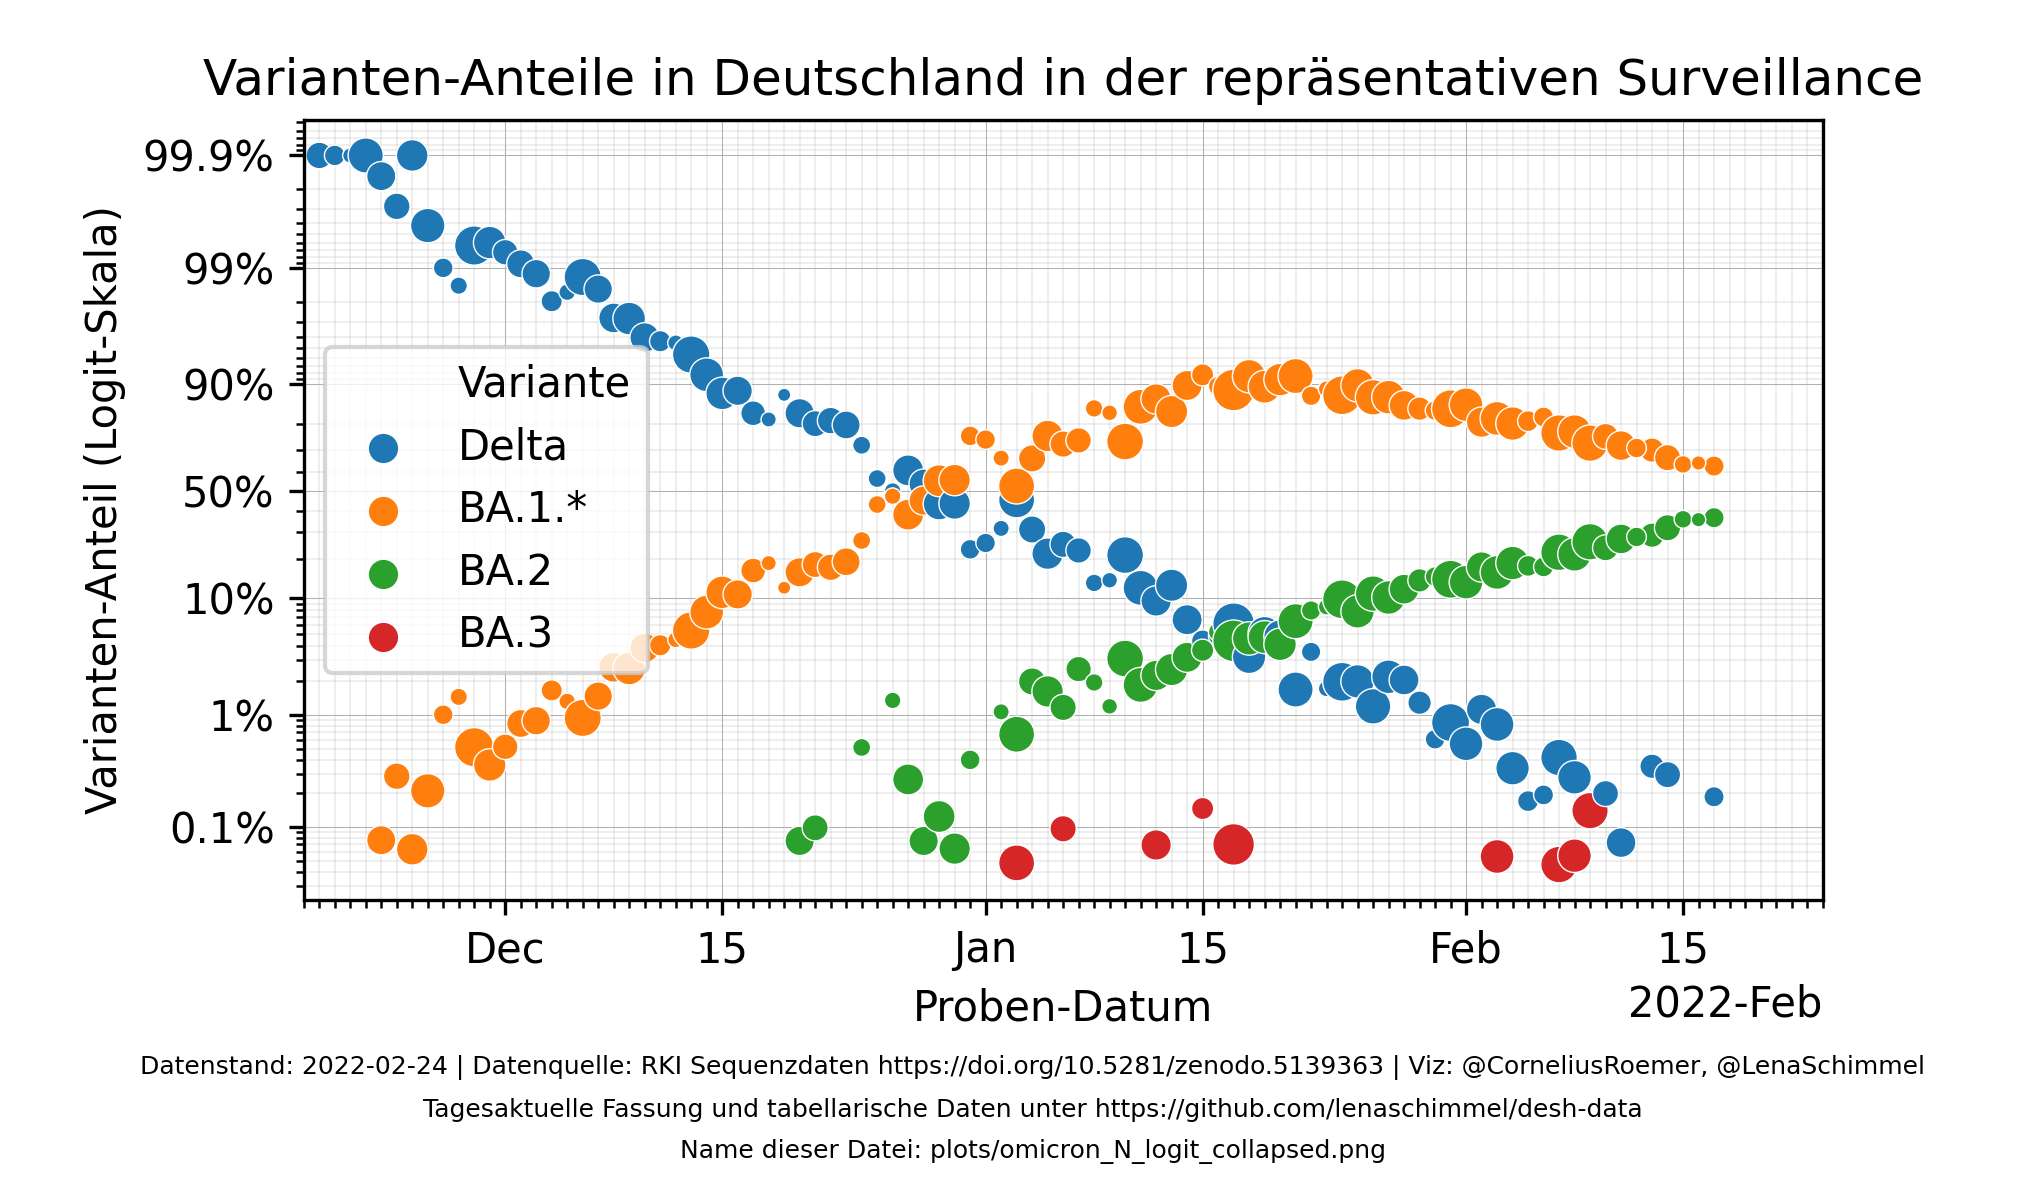 Varianten-Anteile in Deutschland in der repräsentativen Surveillance
Varianten-Anteil (Logit-Skala)
99.9%
99%
90%
50%
10%
1%
0.1%
Variante
Delta
BA.1.*
BA.2
BA.3
Dec
15
Jan
15
Feb
15
Proben-Datum
2022-Feb
Datenstand: 2022-02-24 | Datenquelle: RKI Sequenzdaten https://doi.org/10.5281/zenodo.5139363 | Viz: @CorneliusRoemer, @LenaSchimmel
Tagesaktuelle Fassung und tabellarische Daten unter https://github.com/lenaschimmel/desh-data
Name dieser Datei: plots/omicron_N_logit_collapsed.png